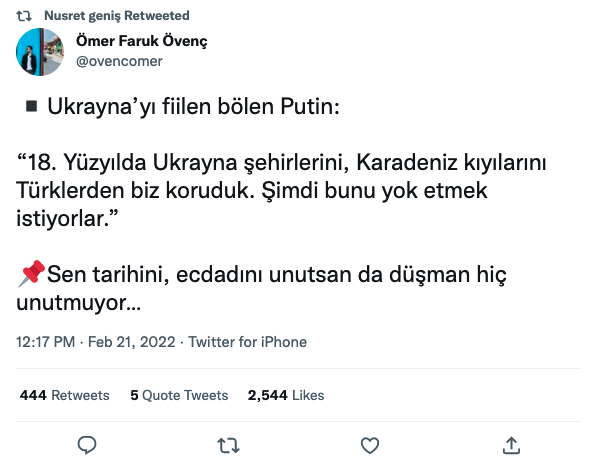 Nusret geniş Retweeted
Ömer Faruk Övenç
@ovencomer
▪️Ukrayna’yı fiilen bölen Putin:
“18. Yüzyılda Ukrayna şehirlerini, Karadeniz kıyılarını
Türklerden biz koruduk. Şimdi bunu yok etmek
istiyorlar.”
📌Sen tarihini, ecdadını unutsan da düşman hiç
unutmuyor...
12:17 PM · Feb 21, 2022 · Twitter for iPhone
444 Retweets 5 Quote Tweets 2,544 Likes